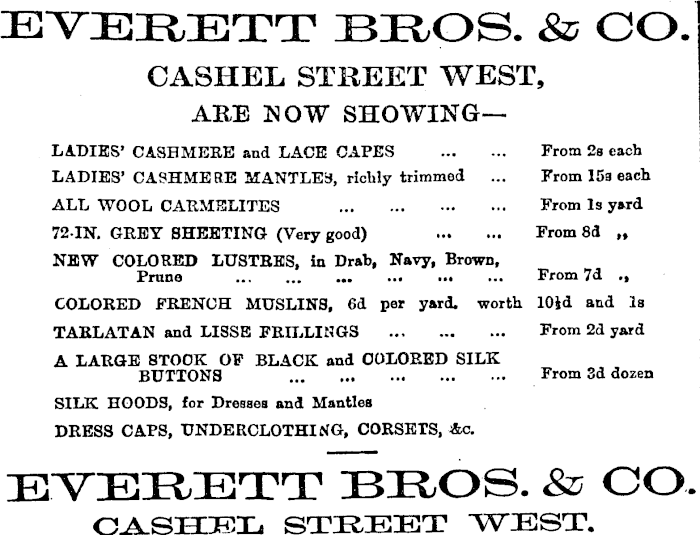 EVERETT BROS. & CO.
CASHEL STREET WEST,
ARE NOW SHOWING—
LADIES' CASHMERE and LACE CAPES ... ... From 2s each
LADIES' CASHMERE MANTLES, richly trimmed ... From 15s each
ALL WOOL CARMELITES ... ... ... ... From 1s yard
72-IN. GREY SHEETING (Very good) ... ... From 8d ,,
NEW COLORED LUSTRES, in Drab, Navy, Brown,
Prune ... ... ... ... ... ... From 7d ,,
COLORED FRENCH MUSLINS, 6d per yard. worth 10½d and 1s
TARLATAN and LISSE FRILLINGS ... ... ... From 2d yard
A LARGE STOCK OF BLACK and COLORED SILK
BUTTONS ... ... ... ... ... From 3d dozen
SILK HOODS, for Dresses and Mantles
DRESS CAPS, UNDERCLOTHING, CORSETS, &c.
EVERETT BROS. & CO.
CASHEL STREET WEST.